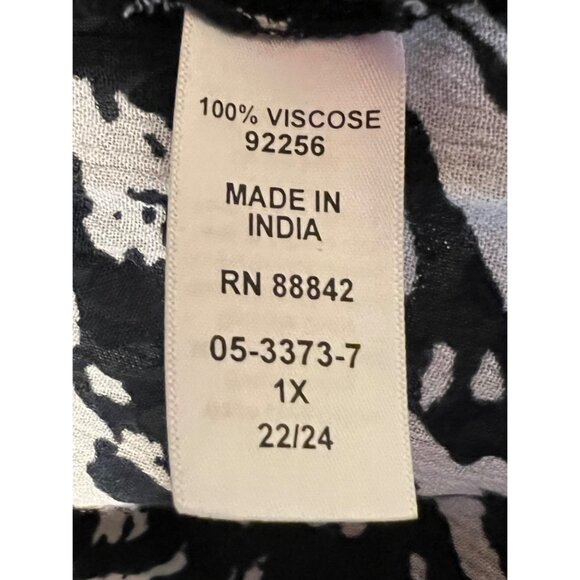 100% VISCOSE
92256
MADE IN
INDIA
RN 88842
05-3373-7
1X
22/24